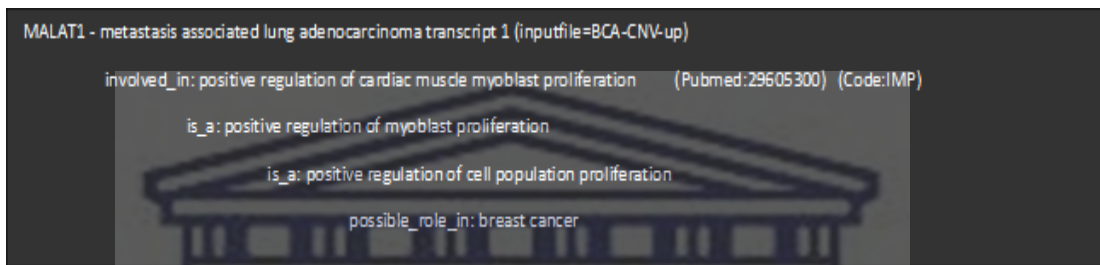 MALAT1 - metastasis associated lung adenocarcinoma transcript 1 (inputfile=BCA-CNV-up)
involved_in: positive regulation of cardiac muscle myoblast proliferation (Pubmed:29605300) (Code:IMP)
is_a: positive regulation of myoblast proliferation
is_a: positive regulation of cell population proliferation
possible_role_in: breast cancer